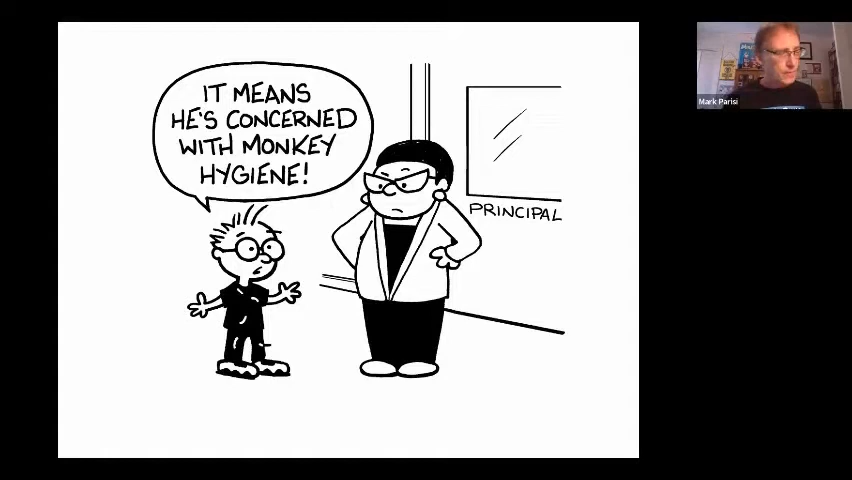 IT MEANS
HE'S CONCERNED
WITH MONKEY
HYGIENE!
PRINCIPAL
Mark Parisi